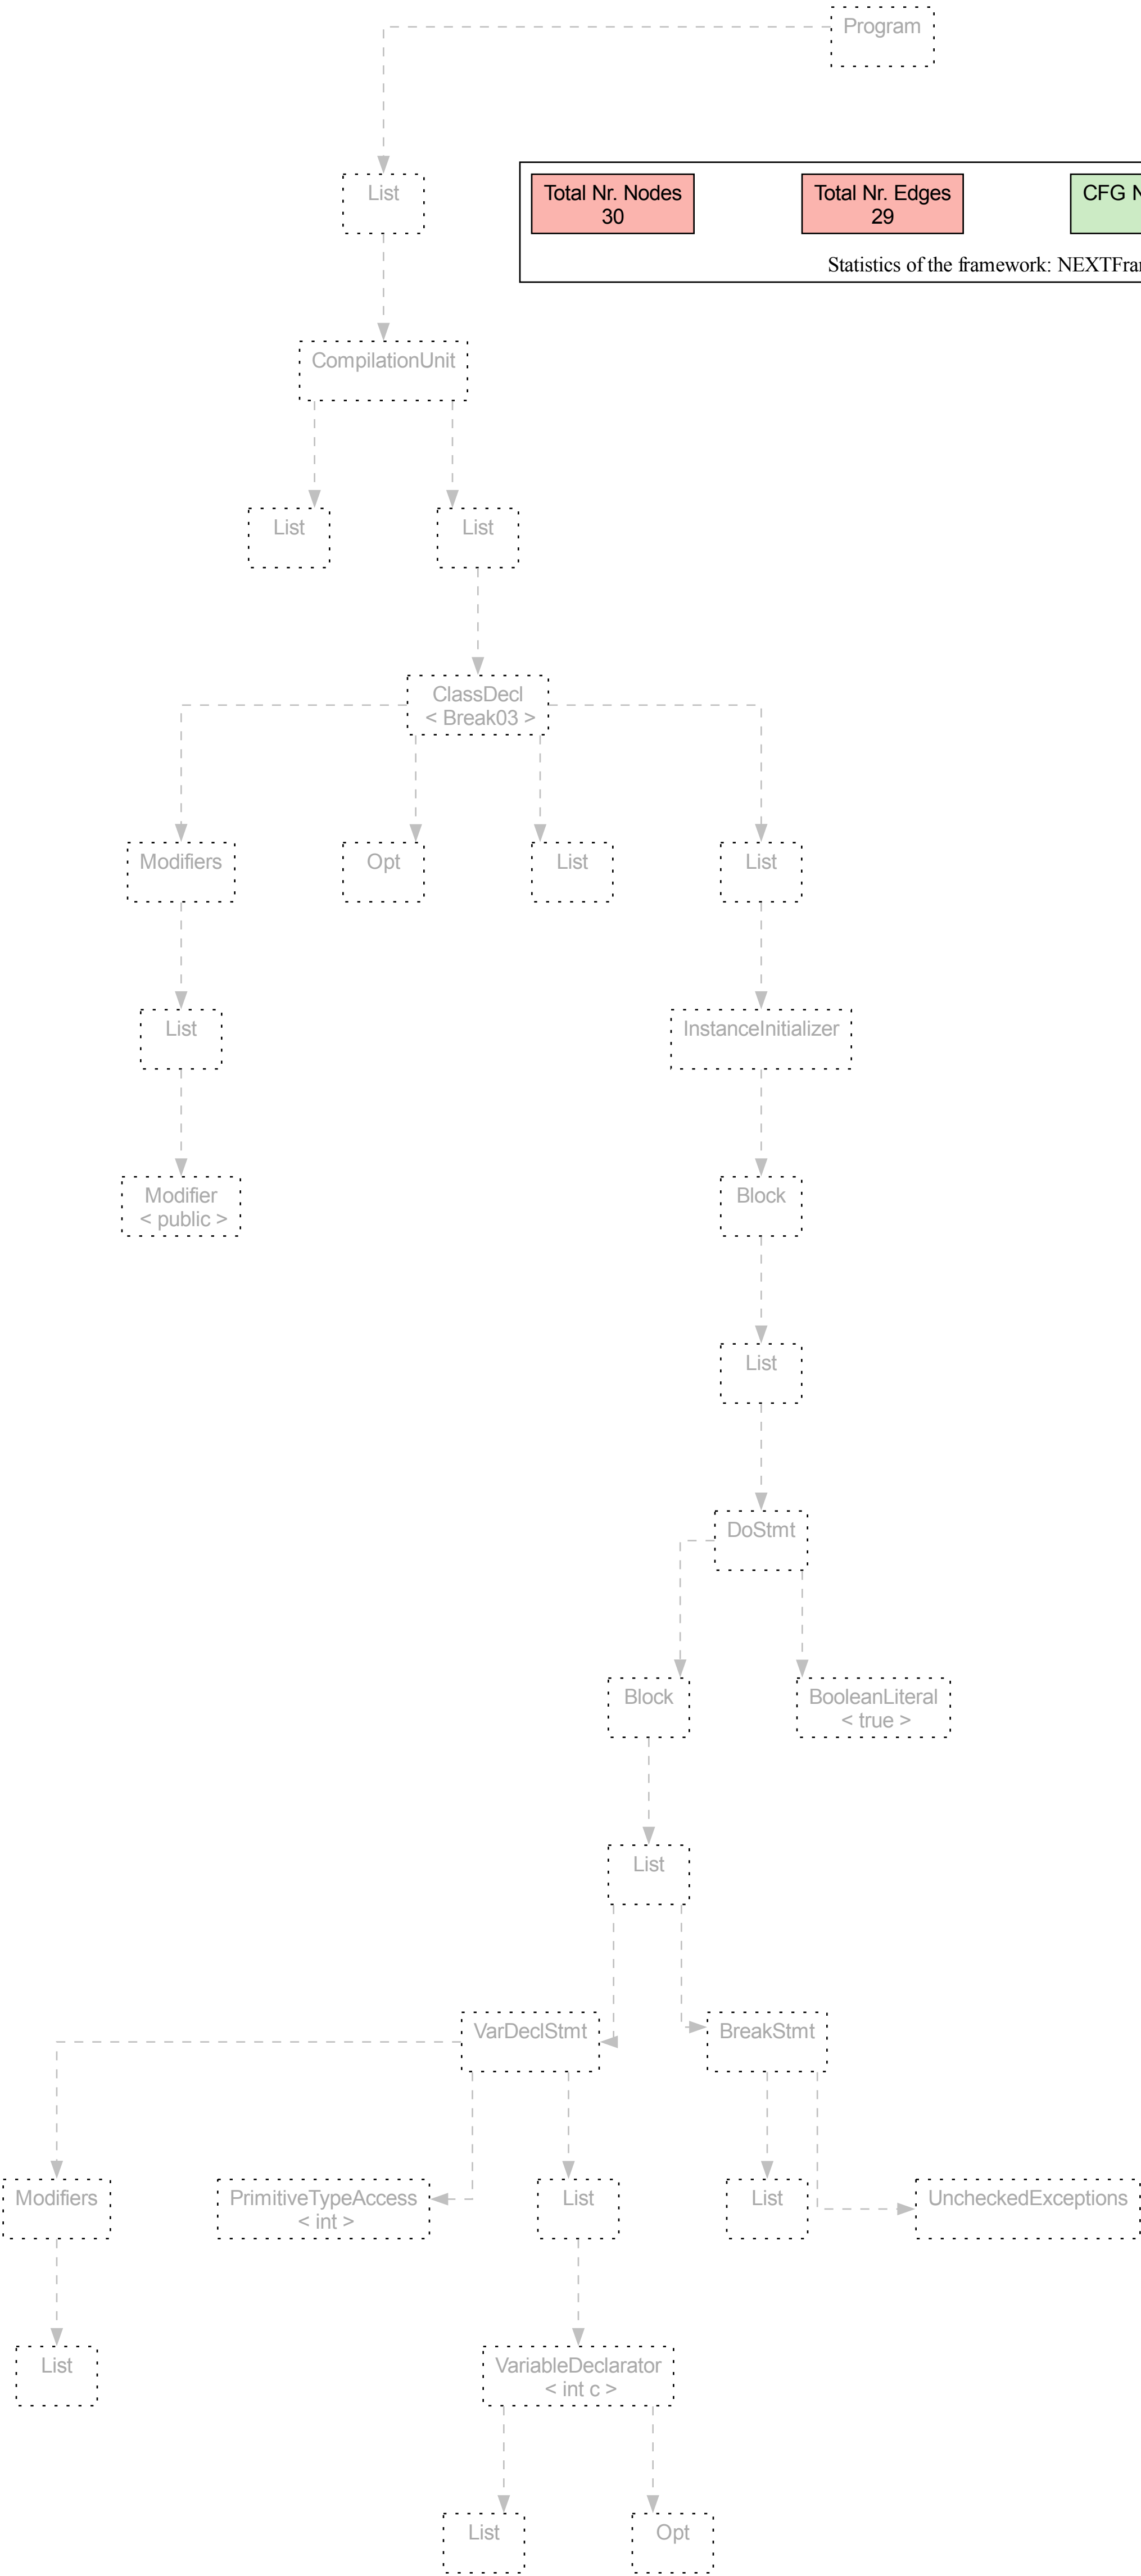 Program
List
Total Nr. Nodes
30
Total Nr. Edges
29
CFG N
Statistics of the framework: NEXTFra
CompilationUnit
List
List
ClassDecl
< Break03 >
Modifiers
Opt
List
List
List
InstanceInitializer
Modifier
< public >
Block
List
DoStmt
Block
BooleanLiteral
< true >
List
VarDeclStmt
BreakStmt
Modifiers
PrimitiveTypeAccess
< int >
List
List
UncheckedExceptions
List
VariableDeclarator
< int c >
List
Opt